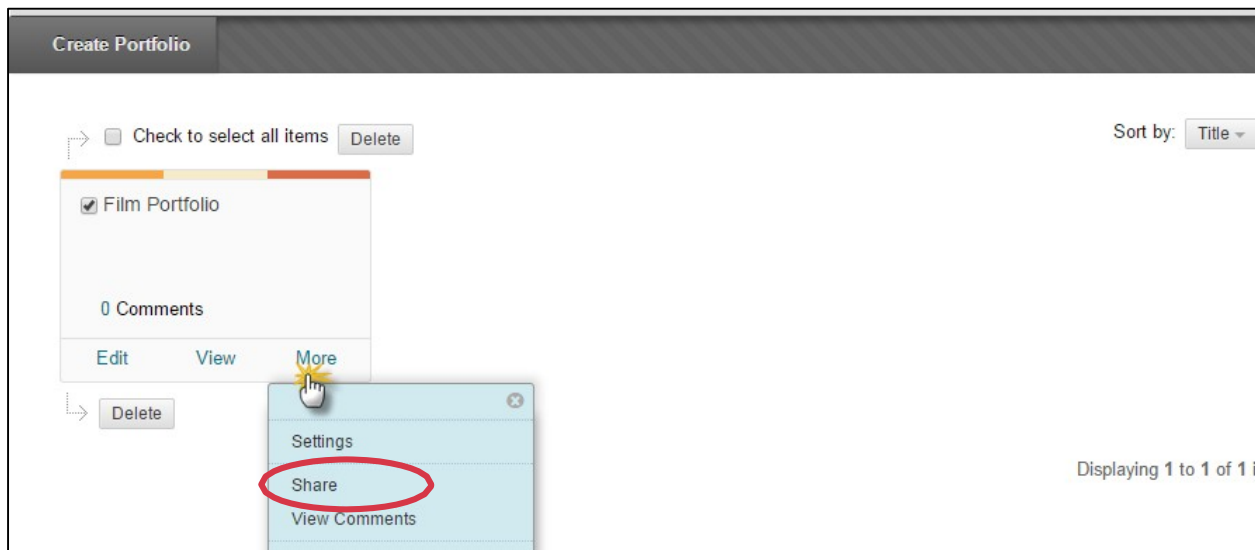 Create Portfolio
Check to select all items Delete
Sort by: Title
Film Portfolio
0 Comments
Edit View More
Delete
Settings
Share
View Comments
Displaying 1 to 1 of 1